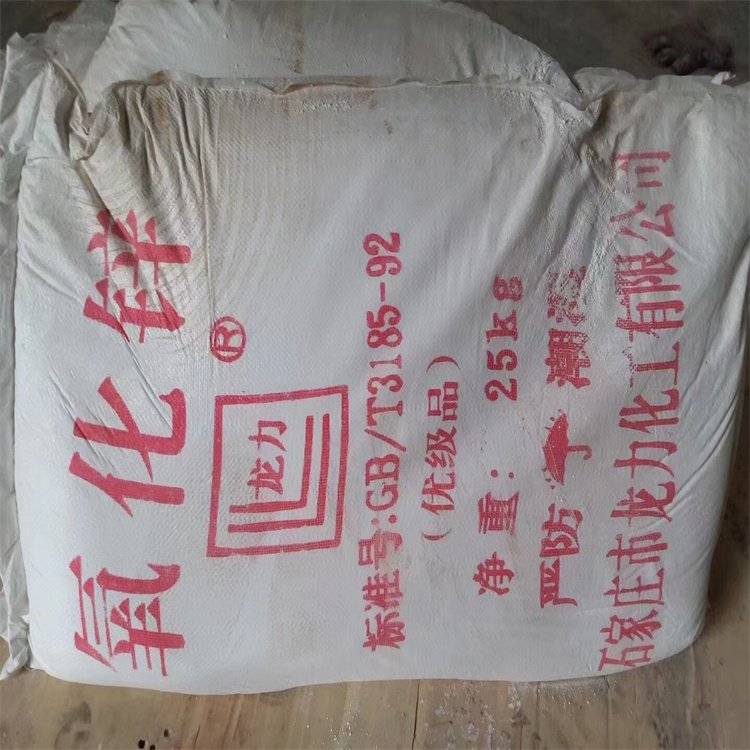 氧化锌
®
龙力
标准号:GB/T3185-92
(优级品)
净重: 25kg
严防 潮湿
石家庄市龙力化工有限公司